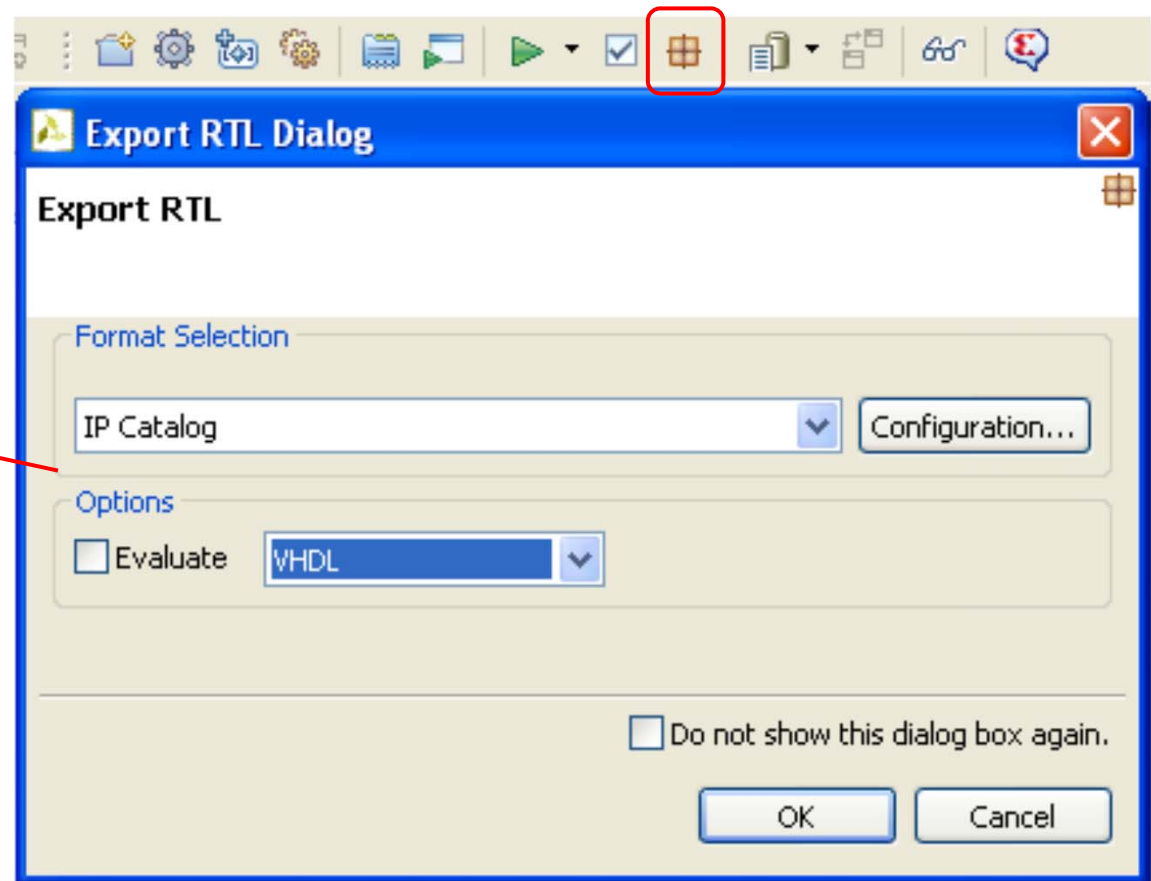 Export RTL Dialog
Export RTL
Format Selection
IP Catalog
Configuration...
Options
Evaluate
VHDL
Do not show this dialog box again.
OK
Cancel